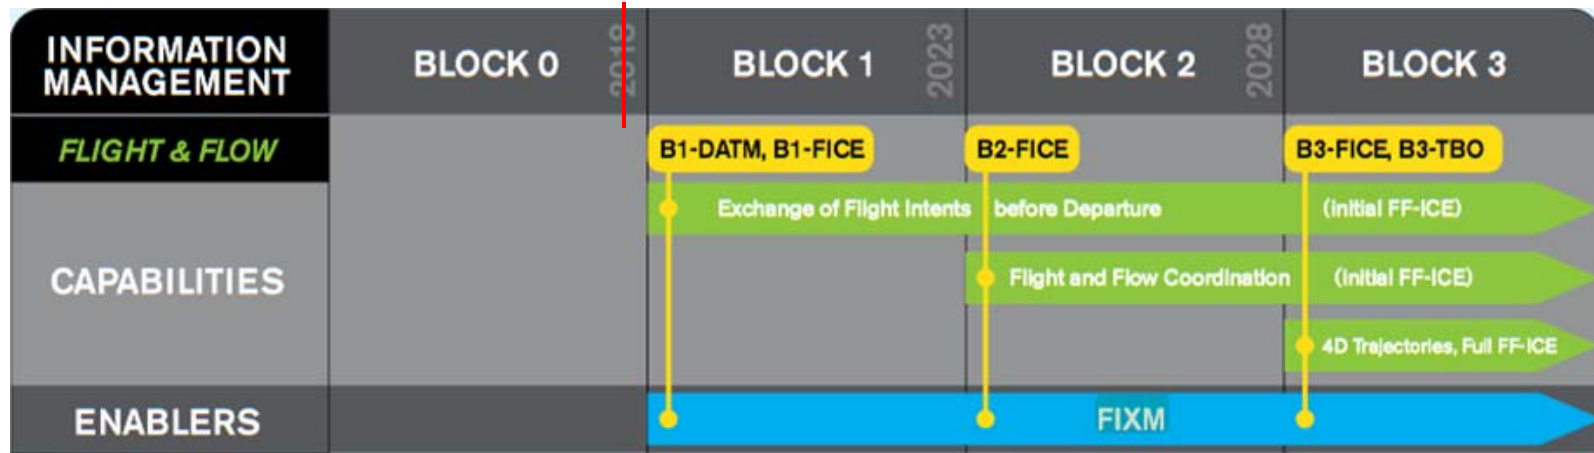 INFORMATION
MANAGEMENT
BLOCK 0
2018
BLOCK 1
2023
BLOCK 2
2028
BLOCK 3
FLIGHT & FLOW
B1-DATM, B1-FICE
B2-FICE
B3-FICE, B3-TBO
CAPABILITIES
Exchange of Flight Intents before Departure (initial FF-ICE)
Flight and Flow Coordination (initial FF-ICE)
4D Trajectories, Full FF-ICE
ENABLERS
FIXM